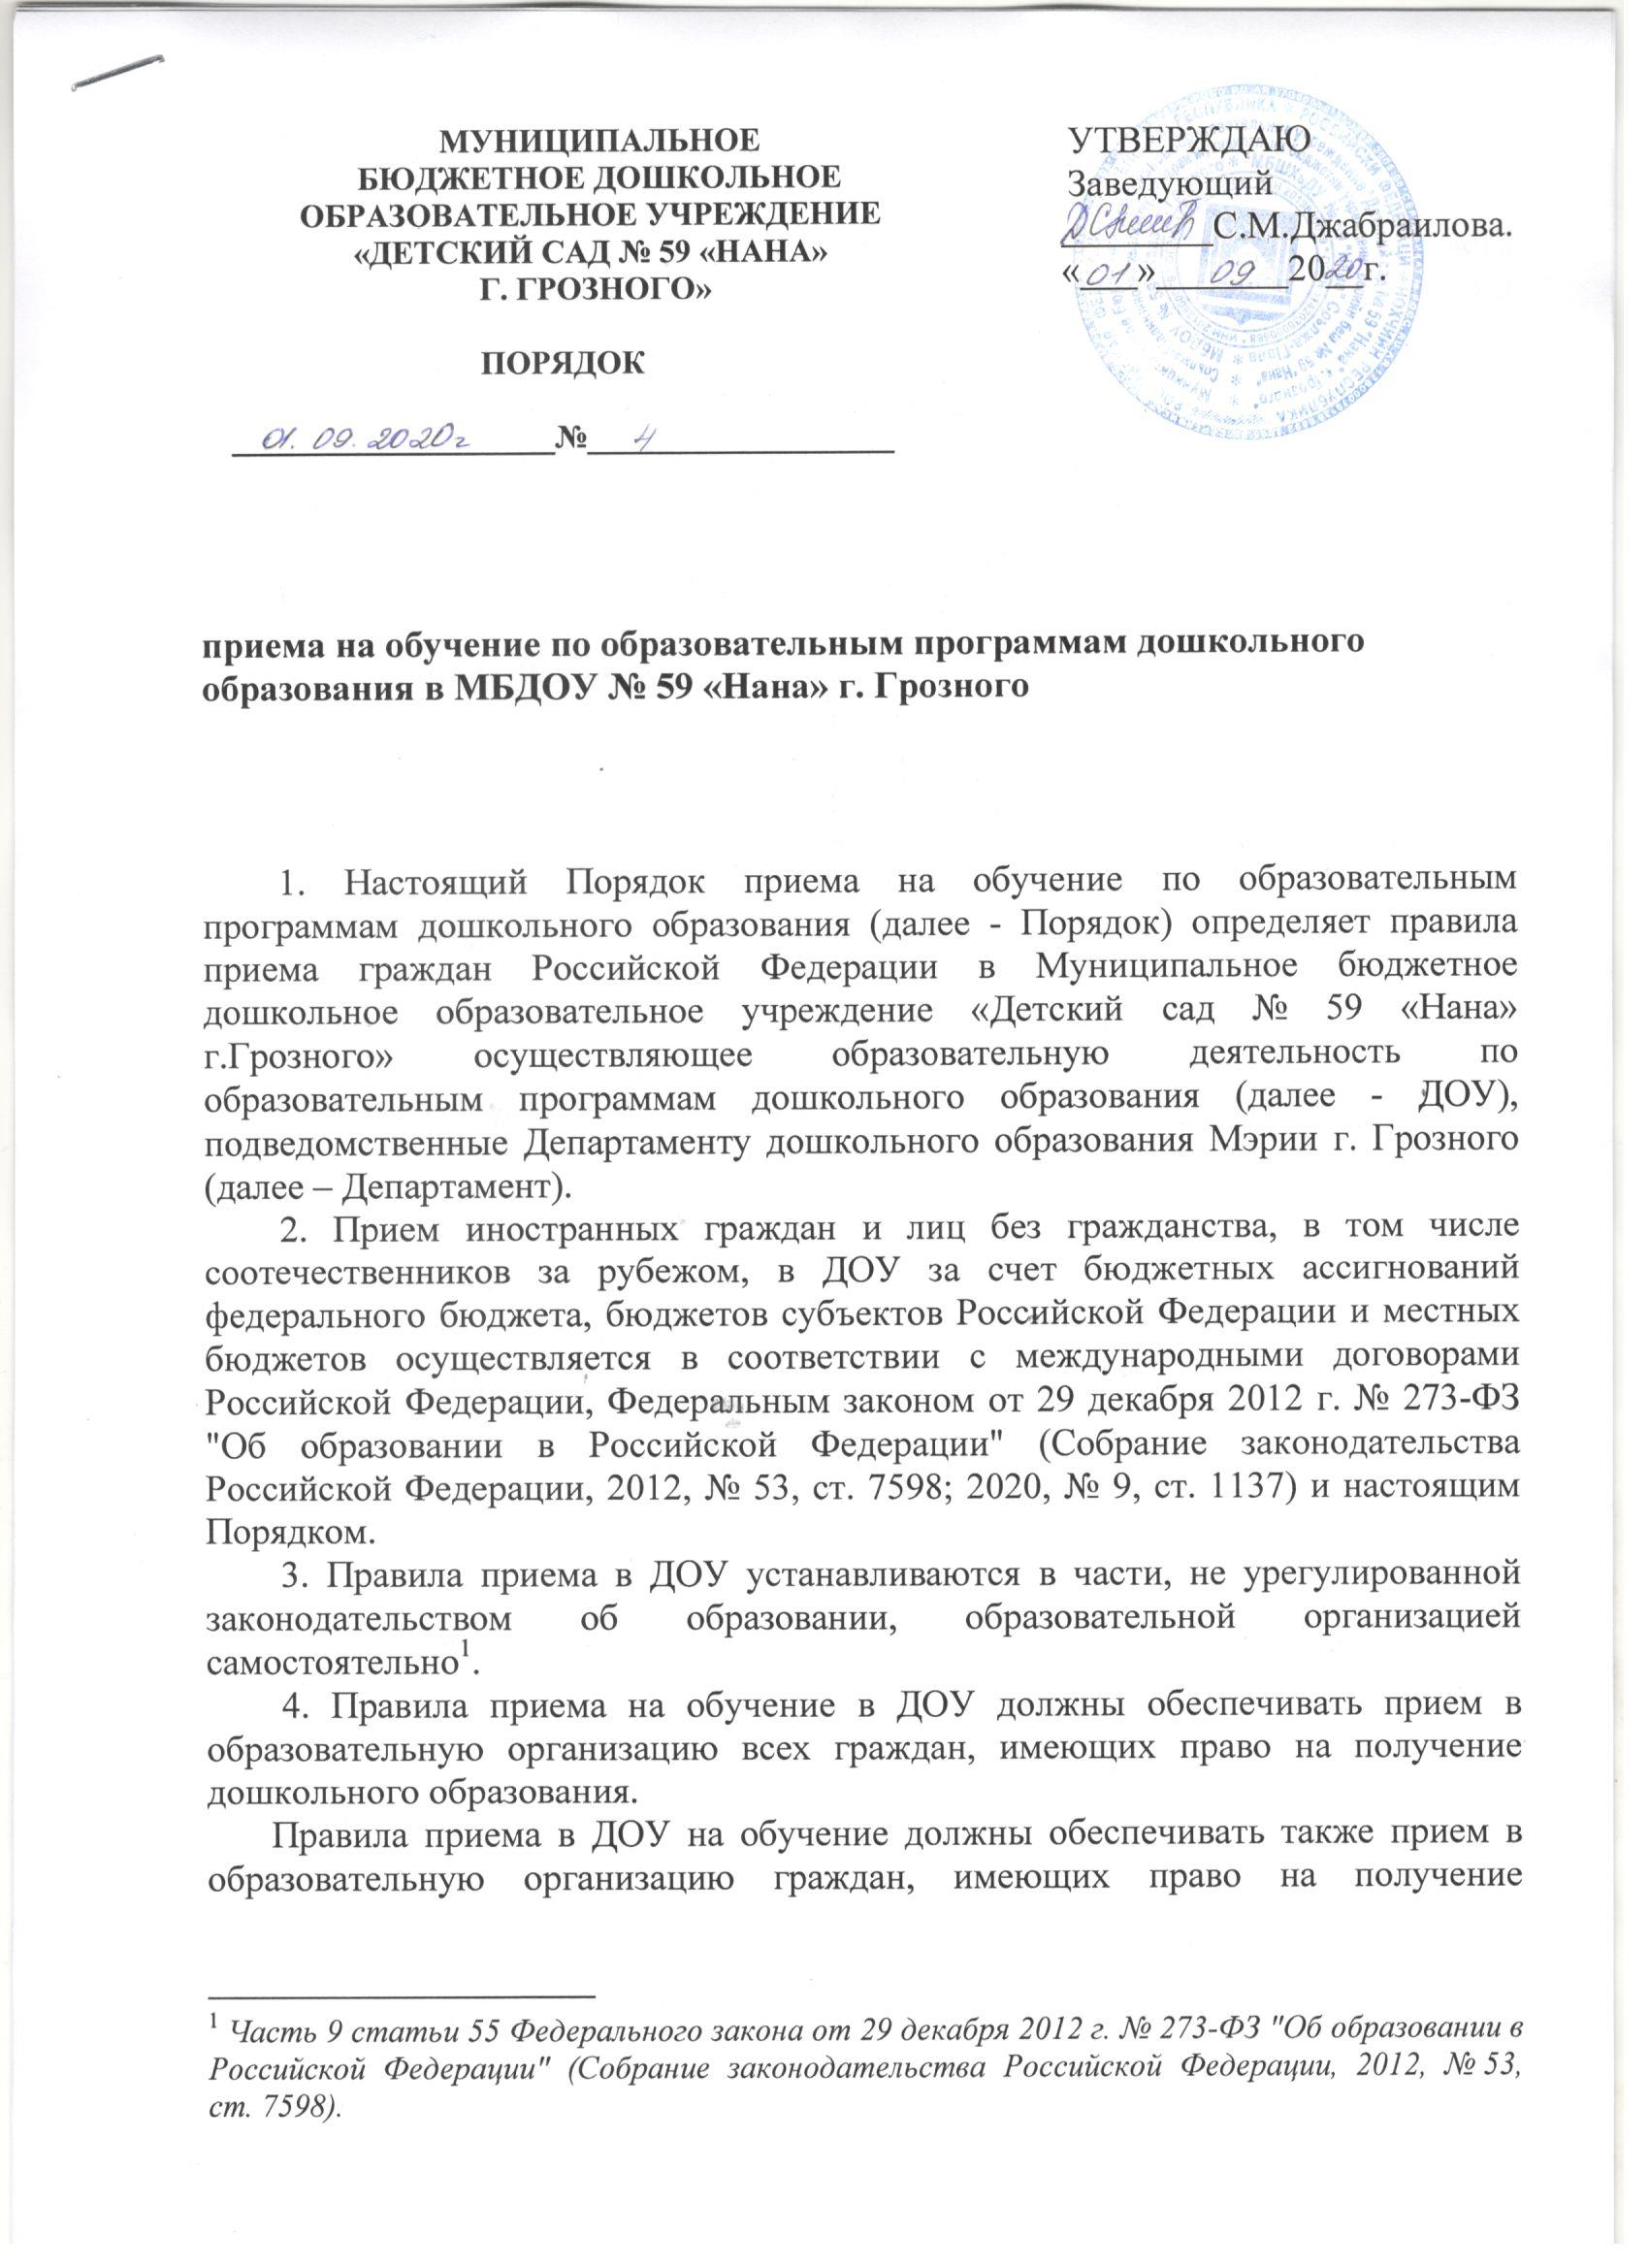 МУНИЦИПАЛЬНОЕ
БЮДЖЕТНОЕ ДОШКОЛЬНОЕ
ОБРАЗОВАТЕЛЬНОЕ УЧРЕЖДЕНИЕ
«ДЕТСКИЙ САД № 59 «НАНА»
Г. ГРОЗНОГО»
ПОРЯДОК
01. 09. 2020г № 4
УТВЕРЖДАЮ
Заведующий
С.М.Джабраилова.
«01» 09 2020г.
приема на обучение по образовательным программам дошкольного
образования в МБДОУ № 59 «Нана» г. Грозного
1. Настоящий Порядок приема на обучение по образовательным
программам дошкольного образования (далее - Порядок) определяет правила
приема граждан Российской Федерации в Муниципальное бюджетное
дошкольное образовательное учреждение «Детский сад № 59 «Нана»
г.Грозного» осуществляющее образовательную деятельность по
образовательным программам дошкольного образования (далее - ДОУ),
подведомственные Департаменту дошкольного образования Мэрии г. Грозного
(далее – Департамент).
2. Прием иностранных граждан и лиц без гражданства, в том числе
соотечественников за рубежом, в ДОУ за счет бюджетных ассигнований
федерального бюджета, бюджетов субъектов Российской Федерации и местных
бюджетов осуществляется в соответствии с международными договорами
Российской Федерации, Федеральным законом от 29 декабря 2012 г. № 273-ФЗ
"Об образовании в Российской Федерации" (Собрание законодательства
Российской Федерации, 2012, № 53, ст. 7598; 2020, № 9, ст. 1137) и настоящим
Порядком.
3. Правила приема в ДОУ устанавливаются в части, не урегулированной
законодательством об образовании, образовательной организацией
самостоятельно¹.
4. Правила приема на обучение в ДОУ должны обеспечивать прием в
образовательную организацию всех граждан, имеющих право на получение
дошкольного образования.
Правила приема в ДОУ на обучение должны обеспечивать также прием в
образовательную организацию граждан, имеющих право на получение
¹ Часть 9 статьи 55 Федерального закона от 29 декабря 2012 г. № 273-ФЗ "Об образовании в
Российской Федерации" (Собрание законодательства Российской Федерации, 2012, № 53,
ст. 7598).